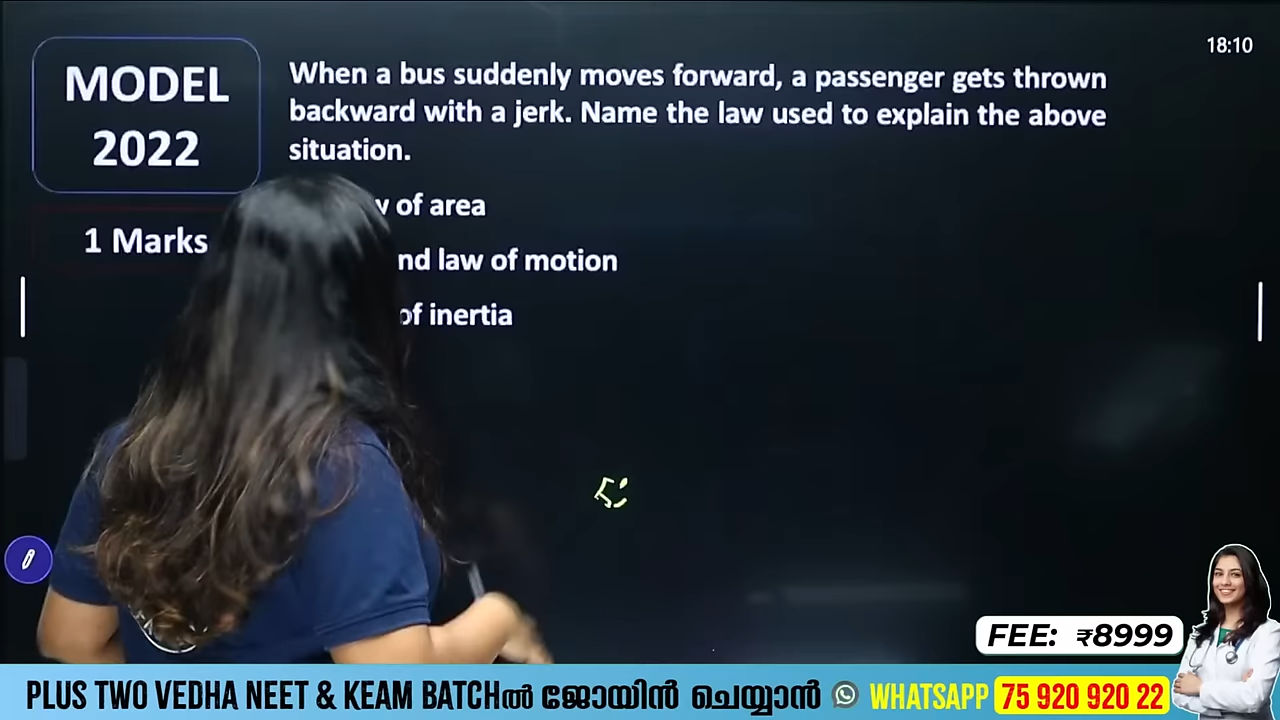 18:10
MODEL
2022
When a bus suddenly moves forward, a passenger gets thrown
backward with a jerk. Name the law used to explain the above
situation.
1 Marks
of area
law of motion
of inertia
FEE: ₹8999
PLUS TWO VEDHA NEET & KEAM BATCHൽ ജോയിൻ ചെയ്യാൻ WHATSAPP 75 920 920 22